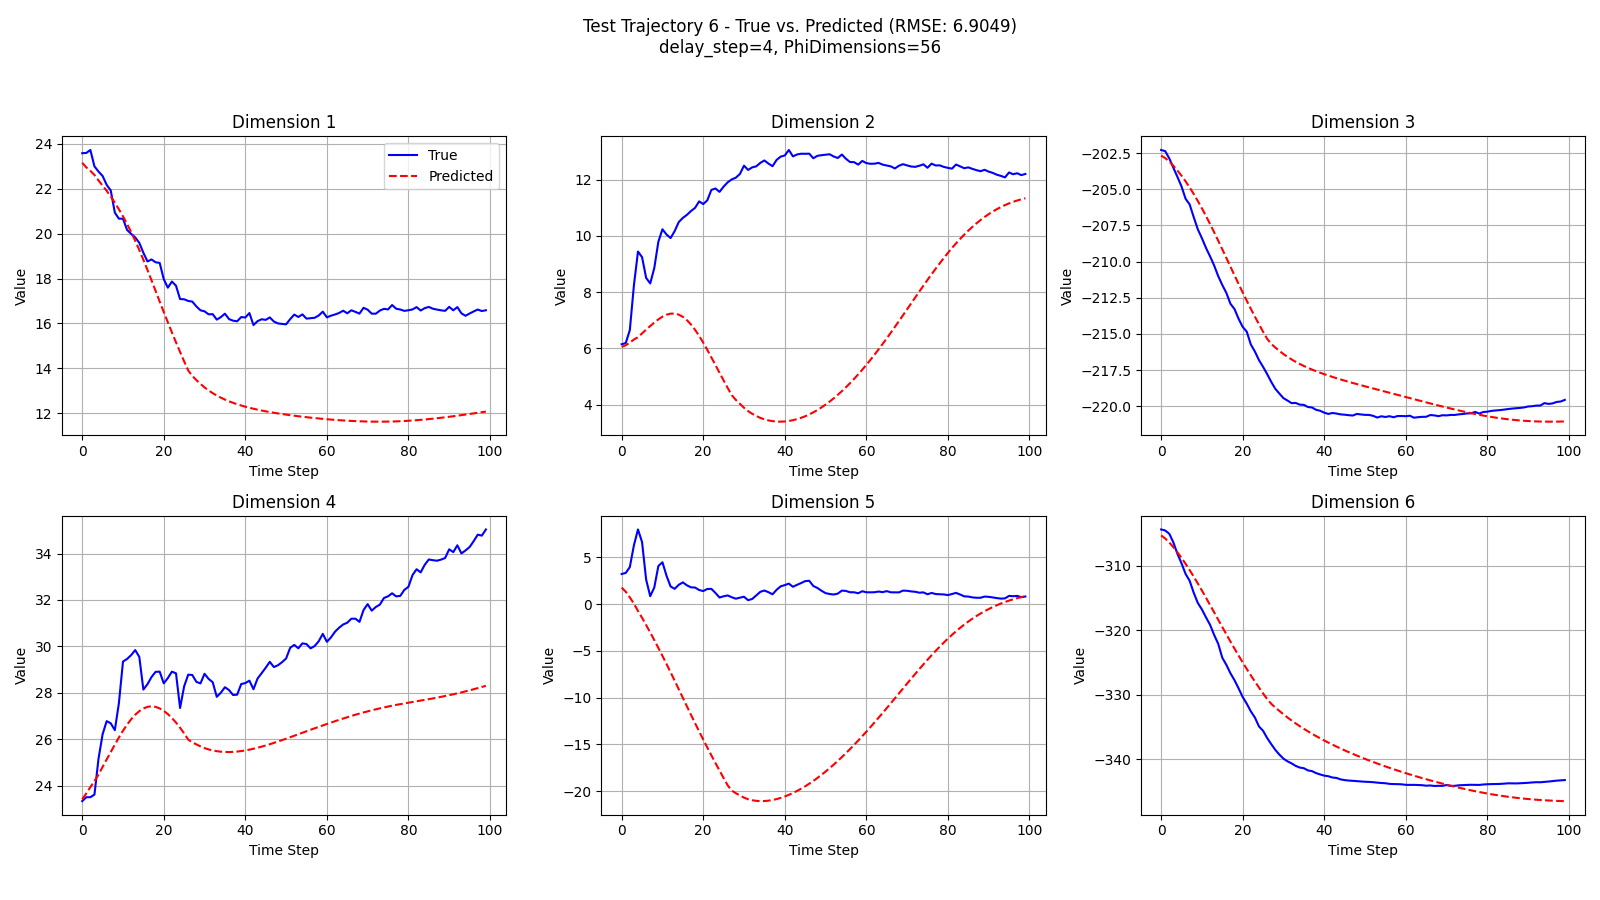 Test Trajectory 6 - True vs. Predicted (RMSE: 6.9049)
delay_step=4, PhiDimensions=56
Dimension 1
Value
24
22
20
18
16
14
12
True
Predicted
0 20 40 60 80 100
Time Step
Dimension 2
Value
12
10
8
6
4
0 20 40 60 80 100
Time Step
Dimension 3
Value
−202.5
−205.0
−207.5
−210.0
−212.5
−215.0
−217.5
−220.0
0 20 40 60 80 100
Time Step
Dimension 4
Value
34
32
30
28
26
24
0 20 40 60 80 100
Time Step
Dimension 5
Value
5
0
−5
−10
−15
−20
0 20 40 60 80 100
Time Step
Dimension 6
Value
−310
−320
−330
−340
0 20 40 60 80 100
Time Step